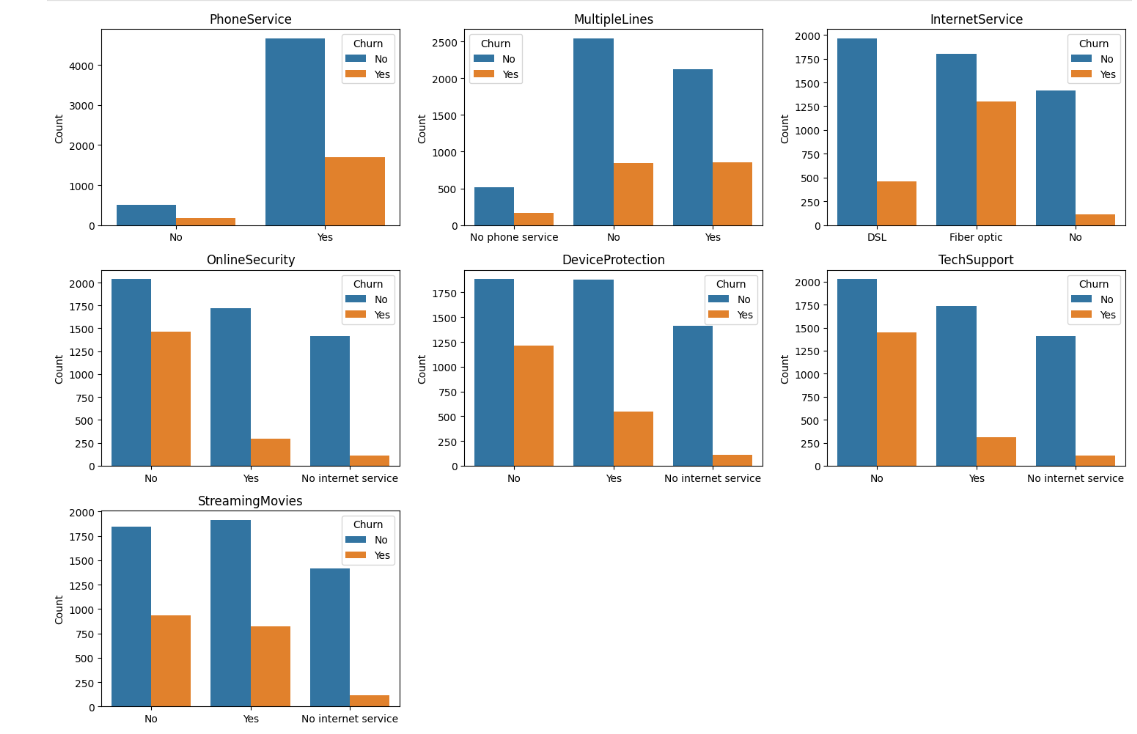 PhoneService
Churn
No
Yes
Count
4000
3000
2000
1000
0
No
Yes
MultipleLines
Churn
No
Yes
Count
2500
2000
1500
1000
500
0
No phone service
No
Yes
InternetService
Churn
No
Yes
Count
2000
1750
1500
1250
1000
750
500
250
0
DSL
Fiber optic
No
OnlineSecurity
Churn
No
Yes
Count
2000
1750
1500
1250
1000
750
500
250
0
No
Yes
No internet service
DeviceProtection
Churn
No
Yes
Count
1750
1500
1250
1000
750
500
250
0
No
Yes
No internet service
TechSupport
Churn
No
Yes
Count
2000
1750
1500
1250
1000
750
500
250
0
No
Yes
No internet service
StreamingMovies
Churn
No
Yes
Count
2000
1750
1500
1250
1000
750
500
250
0
No
Yes
No internet service